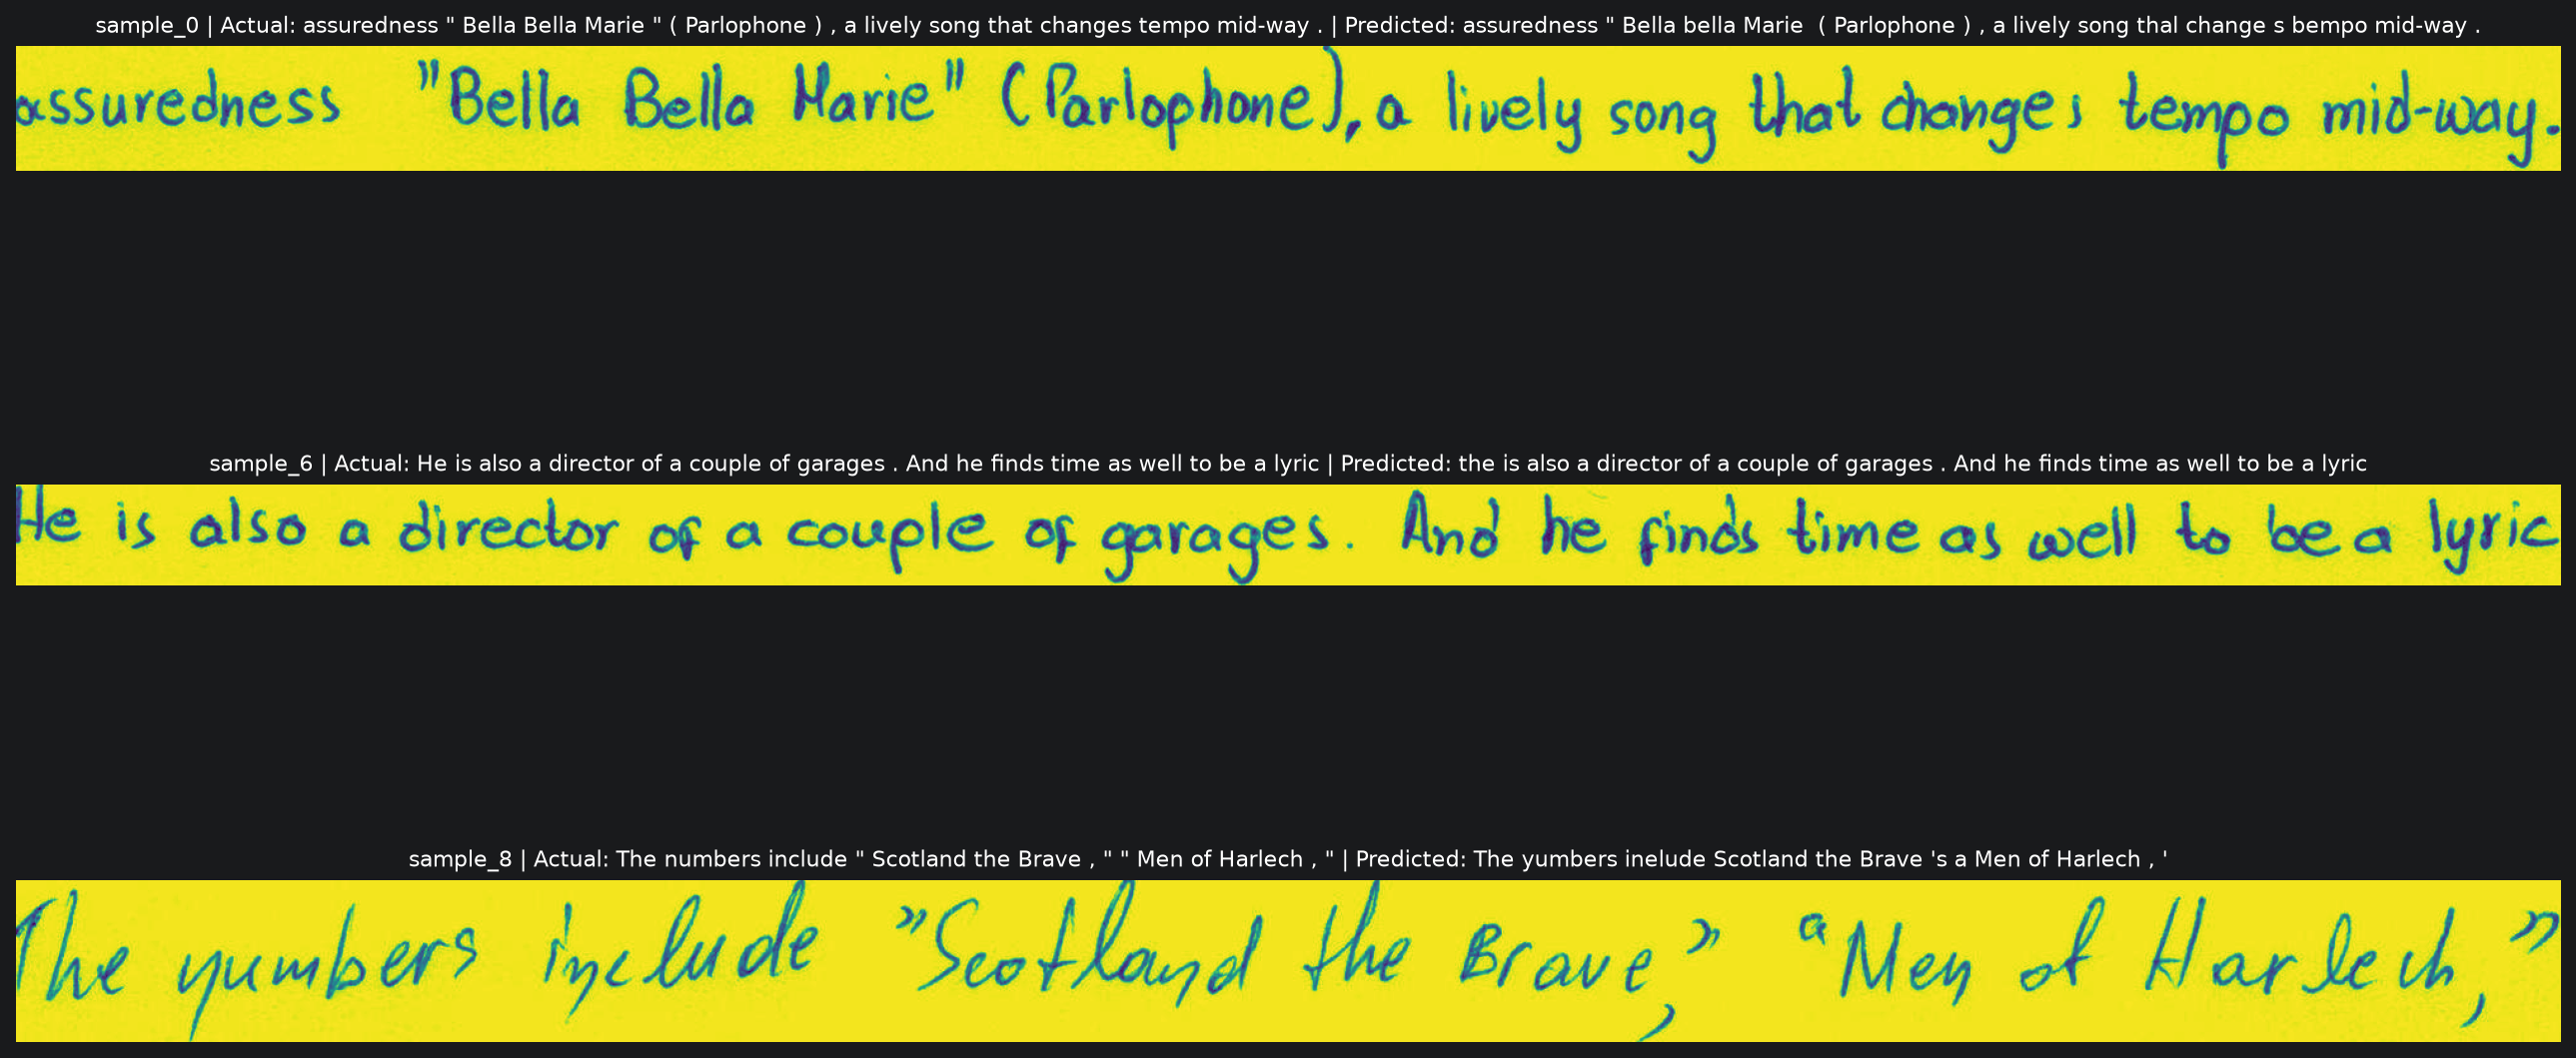 sample_0 | Actual: assuredness " Bella Bella Marie " ( Parlophone ) , a lively song that changes tempo mid-way . | Predicted: assuredness " Bella bella Marie  ( Parlophone ) , a lively song thal change s bempo mid-way .
assuredness "Bella Bella Marie" (Parlophone), a lively song that changes tempo mid-way.
sample_6 | Actual: He is also a director of a couple of garages . And he finds time as well to be a lyric | Predicted: the is also a director of a couple of garages . And he finds time as well to be a lyric
He is also a director of a couple of garages. And he finds time as well to be a lyric
sample_8 | Actual: The numbers include " Scotland the Brave , " " Men of Harlech , " | Predicted: The yumbers inelude Scotland the Brave 's a Men of Harlech , '
The numbers include "Scotland the Brave," "Men of Harlech,"